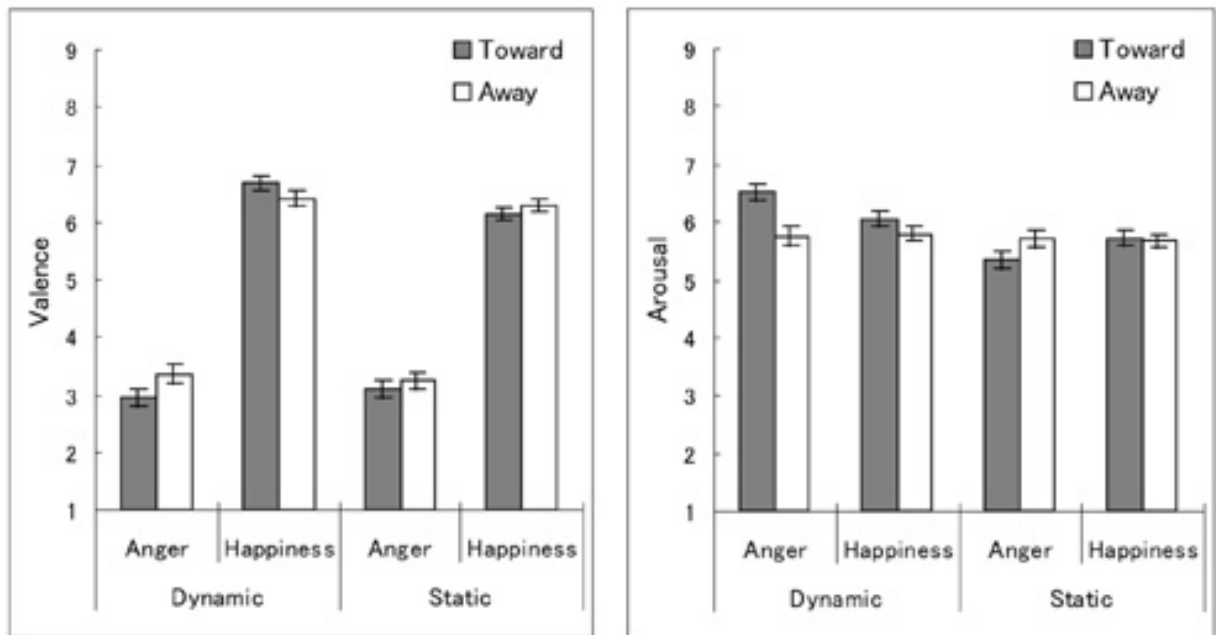 Valence
9
8
7
6
5
4
3
2
1
Toward
Away
Anger Happiness Anger Happiness
Dynamic Static
Arousal
9
8
7
6
5
4
3
2
1
Toward
Away
Anger Happiness Anger Happiness
Dynamic Static